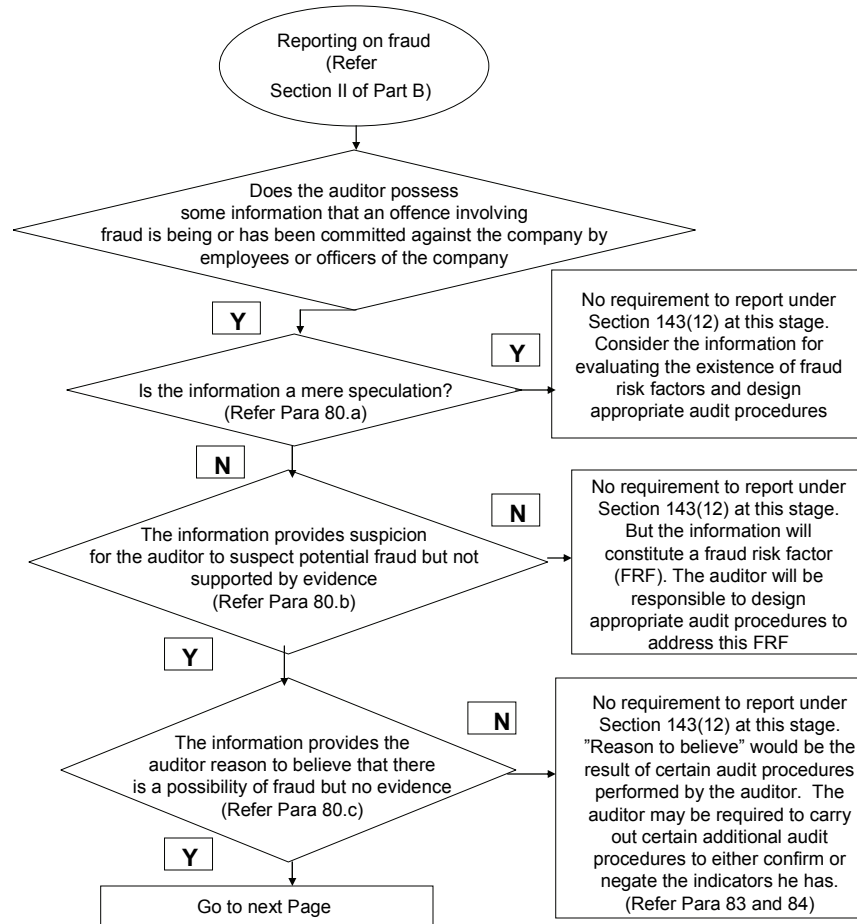 Reporting on fraud
(Refer
Section II of Part B)
Does the auditor possess
some information that an offence involving
fraud is being or has been committed against the company by
employees or officers of the company
Y
Is the information a mere speculation?
(Refer Para 80.a)
Y
No requirement to report under
Section 143(12) at this stage.
Consider the information for
evaluating the existence of fraud
risk factors and design
appropriate audit procedures
N
The information provides suspicion
for the auditor to suspect potential fraud but not
supported by evidence
(Refer Para 80.b)
N
No requirement to report under
Section 143(12) at this stage.
But the information will
constitute a fraud risk factor
(FRF). The auditor will be
responsible to design
appropriate audit procedures to
address this FRF
Y
The information provides the
auditor reason to believe that there
is a possibility of fraud but no evidence
(Refer Para 80.c)
N
No requirement to report under
Section 143(12) at this stage.
”Reason to believe” would be the
result of certain audit procedures
performed by the auditor. The
auditor may be required to carry
out certain additional audit
procedures to either confirm or
negate the indicators he has.
(Refer Para 83 and 84)
Y
Go to next Page